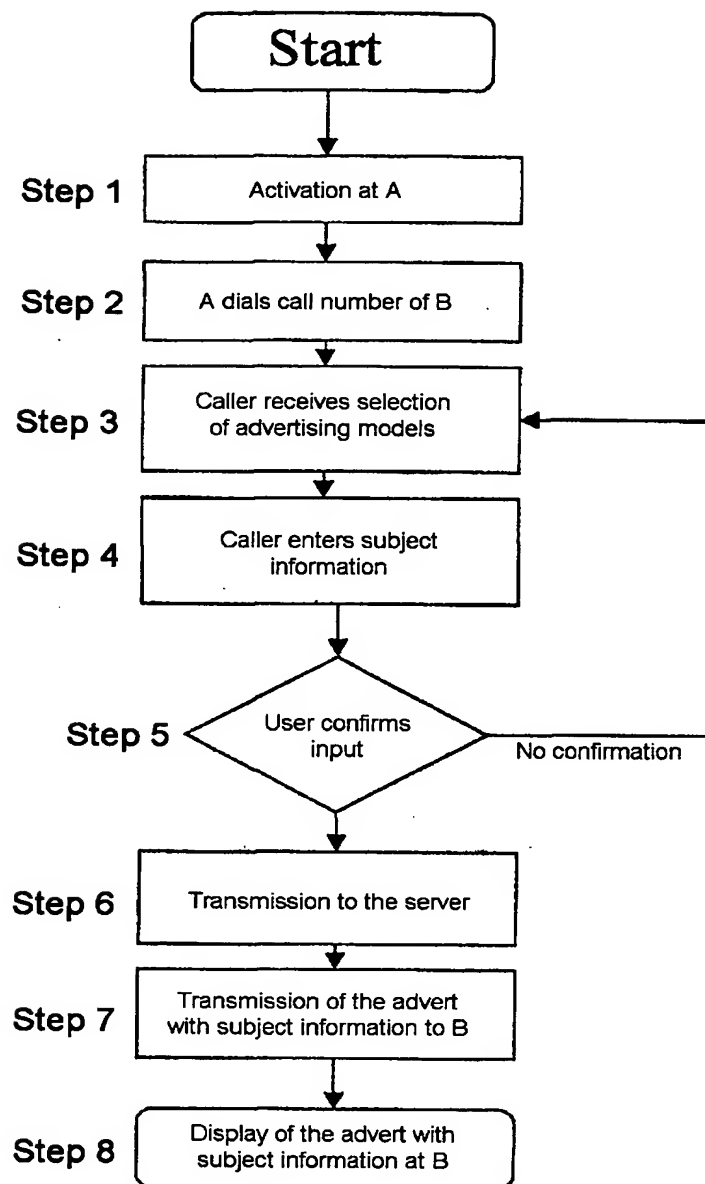 Start
Step 1
Activation at A
Step 2
A dials call number of B
Step 3
Caller receives selection
of advertising models
Step 4
Caller enters subject
information
Step 5
User confirms
input
No confirmation
Step 6
Transmission to the server
Step 7
Transmission of the advert
with subject information to B
Step 8
Display of the advert with
subject information at B